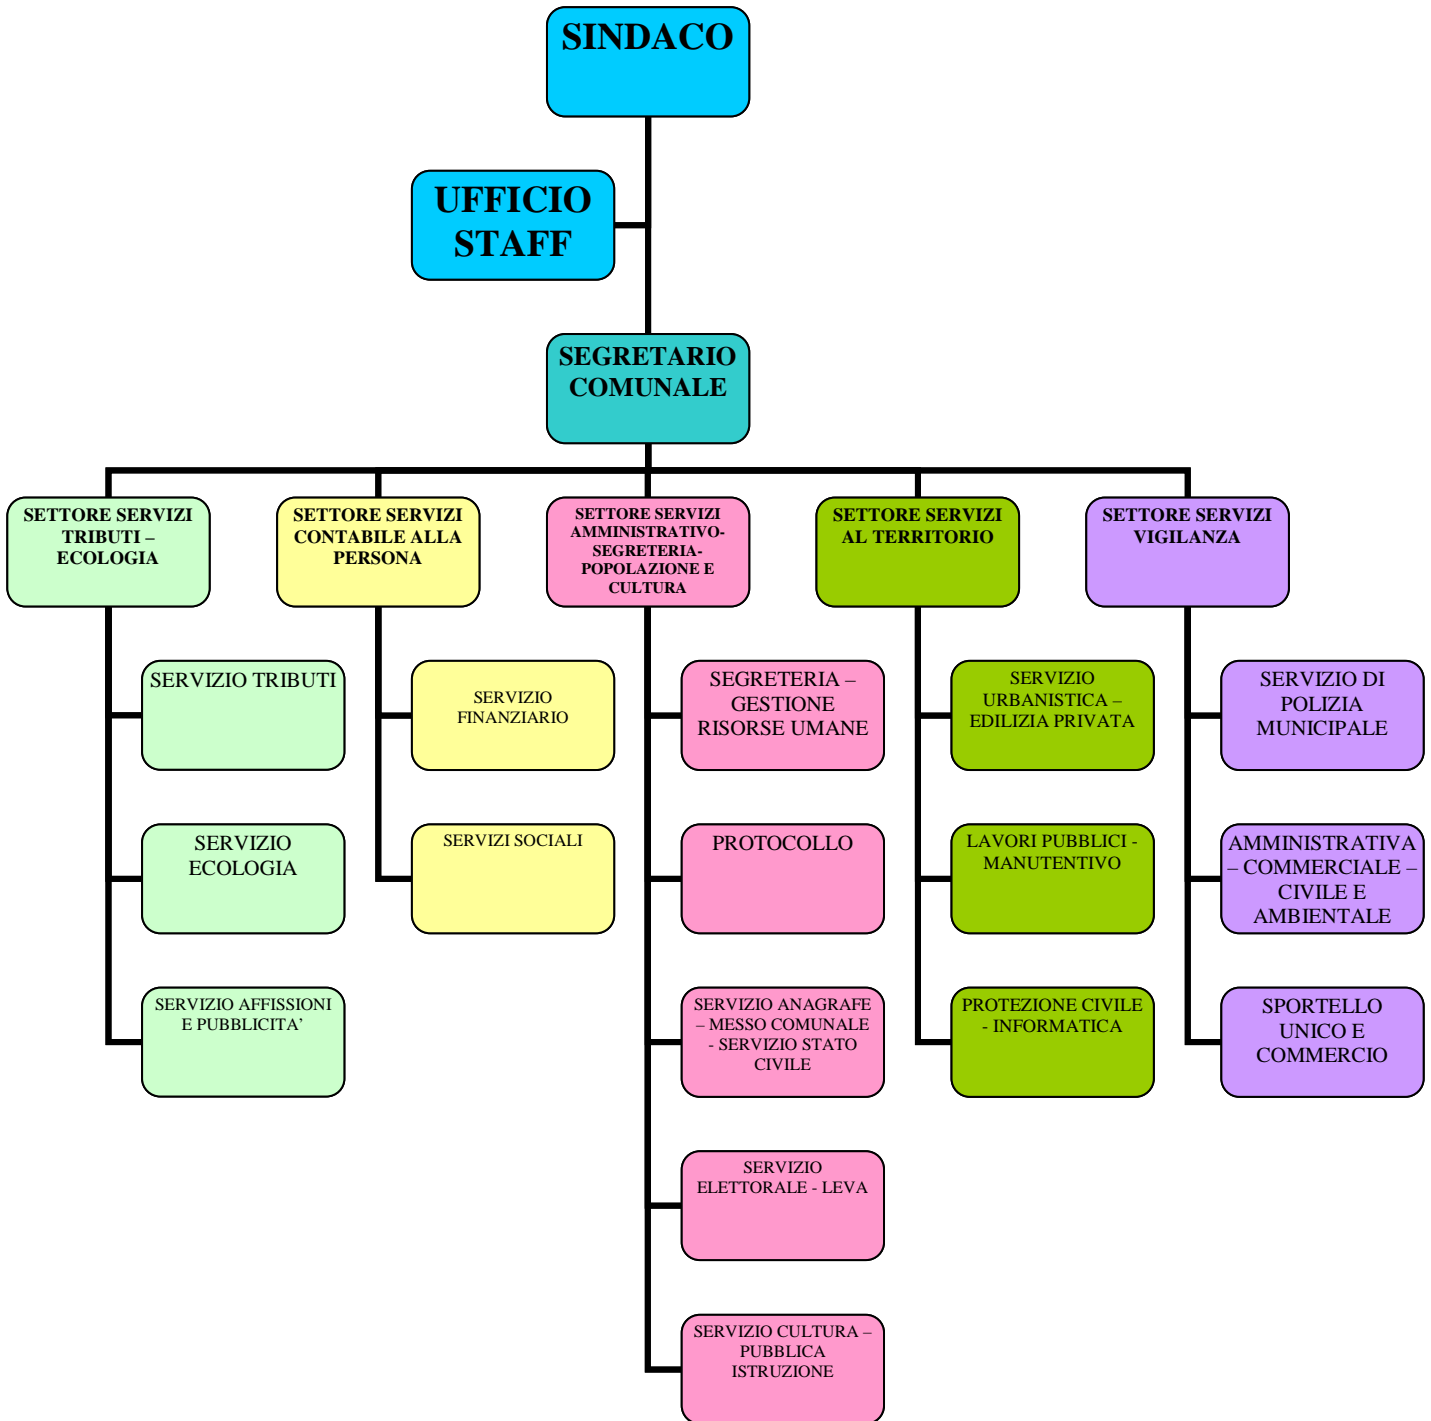 SINDACO
UFFICIO
STAFF
SEGRETARIO
COMUNALE
SETTORE SERVIZI
TRIBUTI –
ECOLOGIA
SETTORE SERVIZI
CONTABILE ALLA
PERSONA
SETTORE SERVIZI
AMMINISTRATIVO-
SEGRETERIA-
POPOLAZIONE E
CULTURA
SETTORE SERVIZI
AL TERRITORIO
SETTORE SERVIZI
VIGILANZA
SERVIZIO TRIBUTI
SERVIZIO
FINANZIARIO
SEGRETERIA –
GESTIONE
RISORSE UMANE
SERVIZIO
URBANISTICA –
EDILIZIA PRIVATA
SERVIZIO DI
POLIZIA
MUNICIPALE
SERVIZIO
ECOLOGIA
SERVIZI SOCIALI
PROTOCOLLO
LAVORI PUBBLICI -
MANUTENTIVO
AMMINISTRATIVA
– COMMERCIALE –
CIVILE E
AMBIENTALE
SERVIZIO AFFISSIONI
E PUBBLICITA’
SERVIZIO ANAGRAFE
– MESSO COMUNALE
- SERVIZIO STATO
CIVILE
PROTEZIONE CIVILE
- INFORMATICA
SPORTELLO
UNICO E
COMMERCIO
SERVIZIO
ELETTORALE - LEVA
SERVIZIO CULTURA –
PUBBLICA
ISTRUZIONE